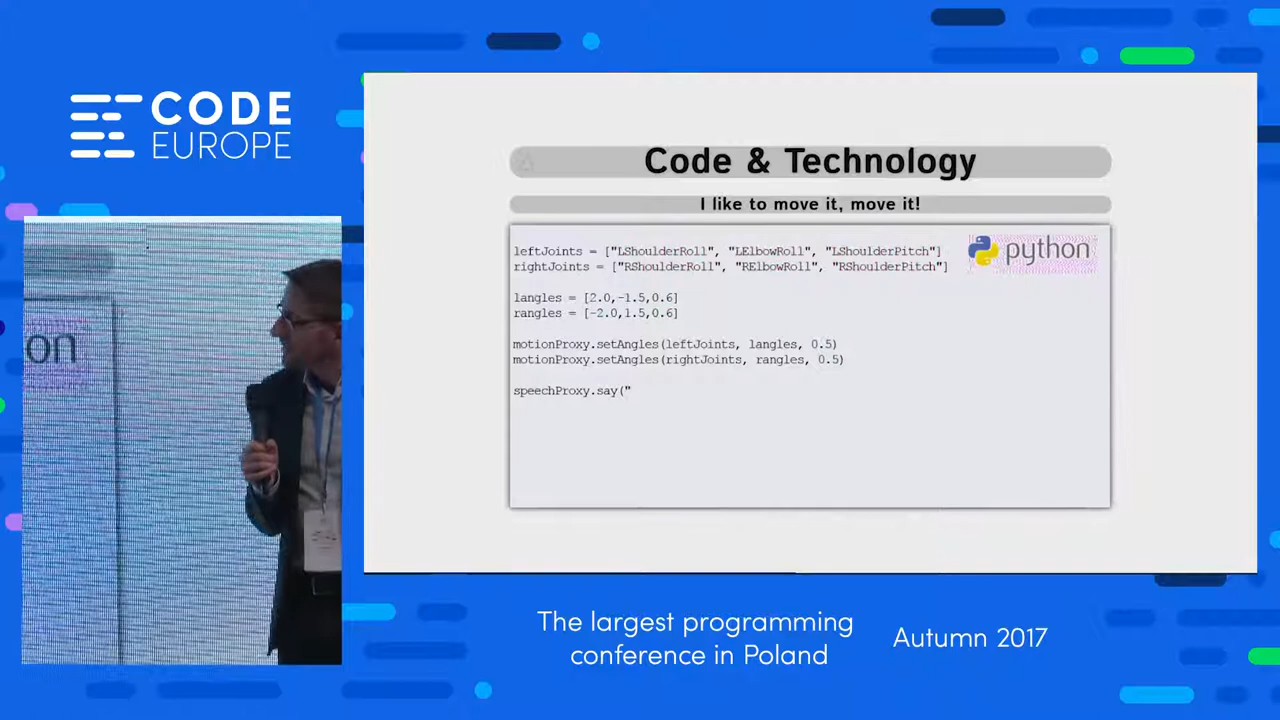 CODE
EUROPE
on
Code & Technology
I like to move it, move it!
leftJoints = ["LShoulderRoll", "LElbowRoll", "LShoulderPitch"]
rightJoints = ["RShoulderRoll", "RElbowRoll", "RShoulderPitch"]
python
langles = [2.0,-1.5,0.6]
rangles = [-2.0,1.5,0.6]
motionProxy.setAngles(leftJoints, langles, 0.5)
motionProxy.setAngles(rightJoints, rangles, 0.5)
speechProxy.say("
The largest programming
conference in Poland
Autumn 2017